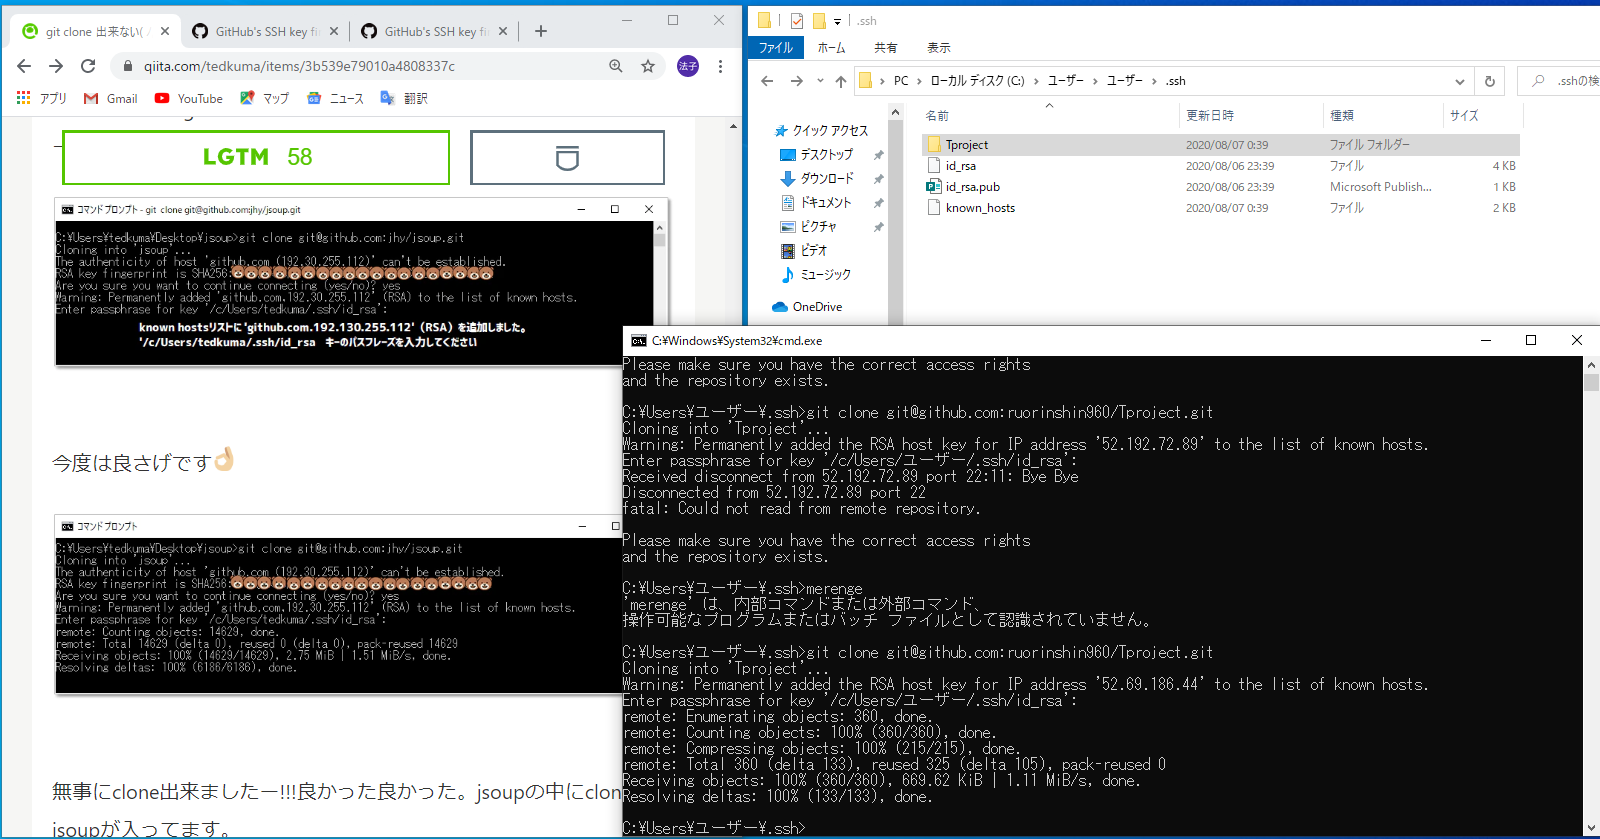 git clone 出来ない( /
GitHub's SSH key fi
GitHub's SSH key fi
qiita.com/tedkuma/items/3b539e79010a4808337c
法子
アプリ
Gmail
YouTube
マップ
ニュース
翻訳
LGTM 58
コマンド プロンプト - git clone git@github.com:jhy/jsoup.git
C:¥Users¥tedkuma¥Desktop¥jsoup>git clone git@github.com:jhy/jsoup.git
Cloning into 'jsoup'...
The authenticity of host 'github.com (192.30.255.112)' can't be established.
RSA key fingerprint is SHA256:
Are you sure you want to continue connecting (yes/no)? yes
Warning: Permanently added 'github.com.192.30.255.112' (RSA) to the list of known hosts.
Enter passphrase for key '/c/Users/tedkuma/.ssh/id_rsa':
known hostsリストに'github.com.192.130.255.112'（RSA）を追加しました。
'/c/Users/tedkuma/.ssh/id_rsa キーのパスフレーズを入力してください
今度は良さげです👌🏻
コマンド プロンプト
C:¥Users¥tedkuma¥Desktop¥jsoup>git clone git@github.com:jhy/jsoup.git
Cloning into 'jsoup'...
The authenticity of host 'github.com (192.30.255.112)' can't be established.
RSA key fingerprint is SHA256:
Are you sure you want to continue connecting (yes/no)? yes
Warning: Permanently added 'github.com.192.30.255.112' (RSA) to the list of known hosts.
Enter passphrase for key '/c/Users/tedkuma/.ssh/id_rsa':
remote: Counting objects: 14629, done.
remote: Total 14629 (delta 0), reused 0 (delta 0), pack-reused 14629
Receiving objects: 100% (14629/14629), 2.75 MiB | 1.51 MiB/s, done.
Resolving deltas: 100% (6186/6186), done.
無事にclone出来ましたー!!!良かった良かった。jsoupの中にclon
jsoupが入ってます。
.ssh
ファイル
ホーム
共有
表示
PC > ローカル ディスク (C:) > ユーザー > ユーザー > .ssh
.sshの検
クイック アクセス
デスクトップ
ダウンロード
ドキュメント
ピクチャ
ビデオ
ミュージック
OneDrive
名前 更新日時 種類 サイズ
Tproject 2020/08/07 0:39 ファイル フォルダー
id_rsa 2020/08/06 23:39 ファイル 4 KB
id_rsa.pub 2020/08/06 23:39 Microsoft Publish... 1 KB
known_hosts 2020/08/07 0:39 ファイル 2 KB
C:¥Windows¥System32¥cmd.exe
Please make sure you have the correct access rights
and the repository exists.
C:¥Users¥ユーザー¥.ssh>git clone git@github.com:ruorinshin960/Tproject.git
Cloning into 'Tproject'...
Warning: Permanently added the RSA host key for IP address '52.192.72.89' to the list of known hosts.
Enter passphrase for key '/c/Users/ユーザー/.ssh/id_rsa':
Received disconnect from 52.192.72.89 port 22:11: Bye Bye
Disconnected from 52.192.72.89 port 22
fatal: Could not read from remote repository.
Please make sure you have the correct access rights
and the repository exists.
C:¥Users¥ユーザー¥.ssh>merenge
'merenge' は、内部コマンドまたは外部コマンド、
操作可能なプログラムまたはバッチ ファイルとして認識されていません。
C:¥Users¥ユーザー¥.ssh>git clone git@github.com:ruorinshin960/Tproject.git
Cloning into 'Tproject'...
Warning: Permanently added the RSA host key for IP address '52.69.186.44' to the list of known hosts.
Enter passphrase for key '/c/Users/ユーザー/.ssh/id_rsa':
remote: Enumerating objects: 360, done.
remote: Counting objects: 100% (360/360), done.
remote: Compressing objects: 100% (215/215), done.
remote: Total 360 (delta 133), reused 325 (delta 105), pack-reused 0
Receiving objects: 100% (360/360), 669.62 KiB | 1.11 MiB/s, done.
Resolving deltas: 100% (133/133), done.
C:¥Users¥ユーザー¥.ssh>